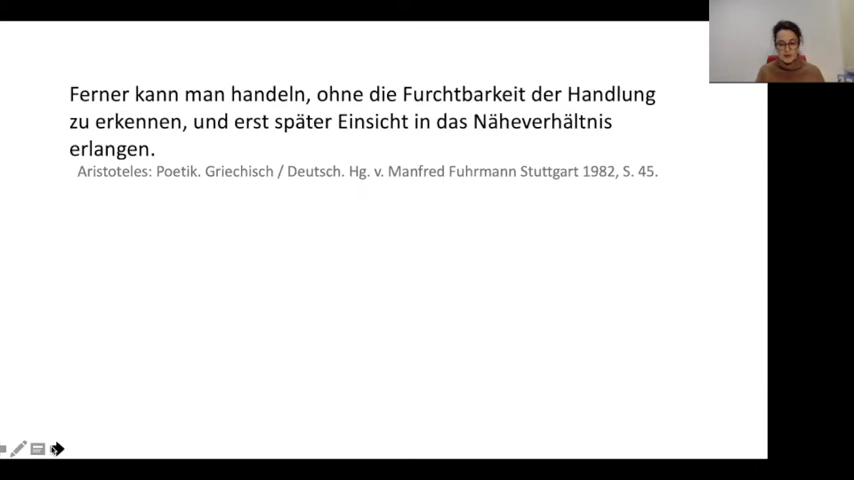 Ferner kann man handeln, ohne die Furchtbarkeit der Handlung
zu erkennen, und erst später Einsicht in das Näheverhältnis
erlangen.
Aristoteles: Poetik. Griechisch / Deutsch. Hg. v. Manfred Fuhrmann Stuttgart 1982, S. 45.